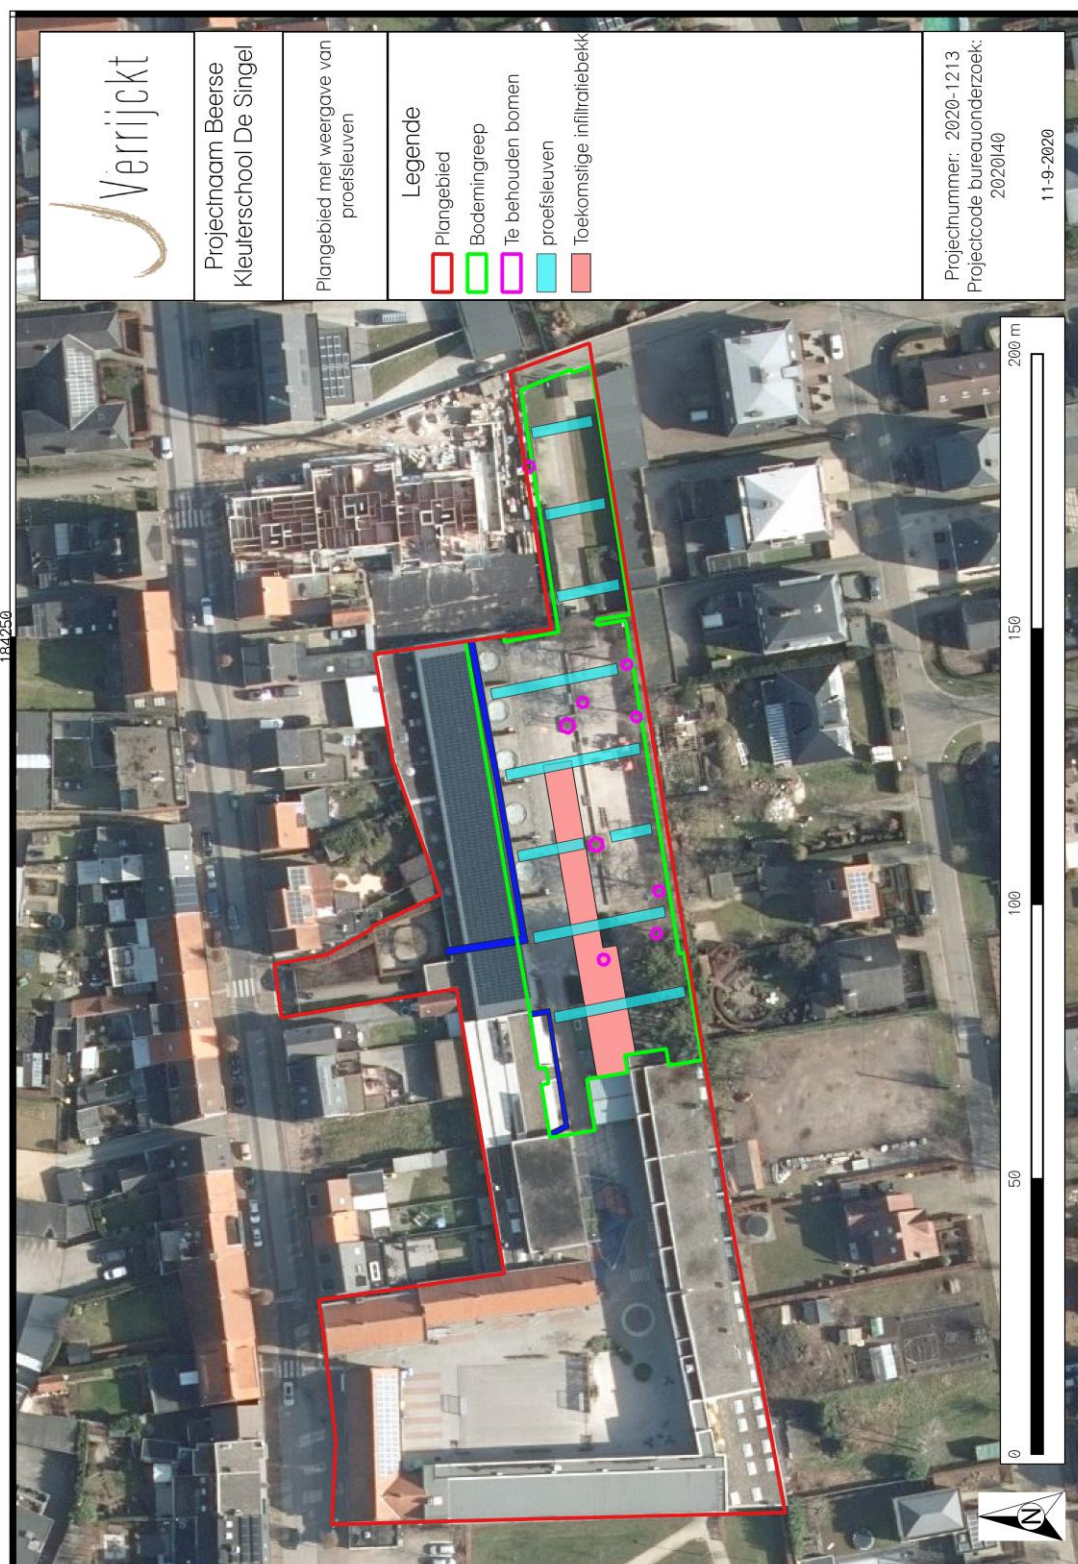 Verrijckt
Projectnaam Beerse
Kleuterschool De Singel
Plangebied met weergave van
proefsleuven
Legende
Plangebied
Bodemingreep
Te behouden bomen
proefsleuven
Toekomstige infiltratiebekk
Projectnummer: 2020-1213
Projectcode bureauonderzoek:
2020I40
11-9-2020
184250
0
50
100
150
200 m
N